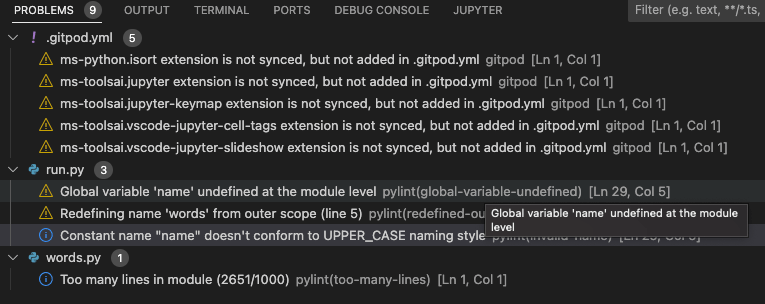 PROBLEMS 9 OUTPUT TERMINAL PORTS DEBUG CONSOLE JUPYTER Filter (e.g. text, **/*.ts,
! .gitpod.yml 5
ms-python.isort extension is not synced, but not added in .gitpod.yml gitpod [Ln 1, Col 1]
ms-toolsai.jupyter extension is not synced, but not added in .gitpod.yml gitpod [Ln 1, Col 1]
ms-toolsai.jupyter-keymap extension is not synced, but not added in .gitpod.yml gitpod [Ln 1, Col 1]
ms-toolsai.vscode-jupyter-cell-tags extension is not synced, but not added in .gitpod.yml gitpod [Ln 1, Col 1]
ms-toolsai.vscode-jupyter-slideshow extension is not synced, but not added in .gitpod.yml gitpod [Ln 1, Col 1]
run.py 3
Global variable 'name' undefined at the module level pylint(global-variable-undefined) [Ln 29, Col 5]
Redefining name 'words' from outer scope (line 5) pylint(redefined-ou
Global variable 'name' undefined at the module
level
Constant name "name" doesn't conform to UPPER_CASE naming style
words.py 1
Too many lines in module (2651/1000) pylint(too-many-lines) [Ln 1, Col 1]